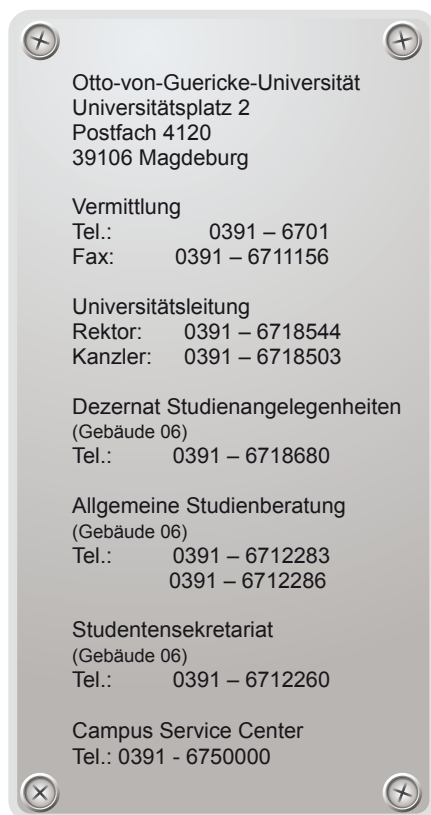 Otto-von-Guericke-Universität
Universitätsplatz 2
Postfach 4120
39106 Magdeburg
Vermittlung
Tel.: 0391 – 6701
Fax: 0391 – 6711156
Universitätsleitung
Rektor: 0391 – 6718544
Kanzler: 0391 – 6718503
Dezernat Studienangelegenheiten
(Gebäude 06)
Tel.: 0391 – 6718680
Allgemeine Studienberatung
(Gebäude 06)
Tel.: 0391 – 6712283
0391 – 6712286
Studentensekretariat
(Gebäude 06)
Tel.: 0391 – 6712260
Campus Service Center
Tel.: 0391 - 6750000